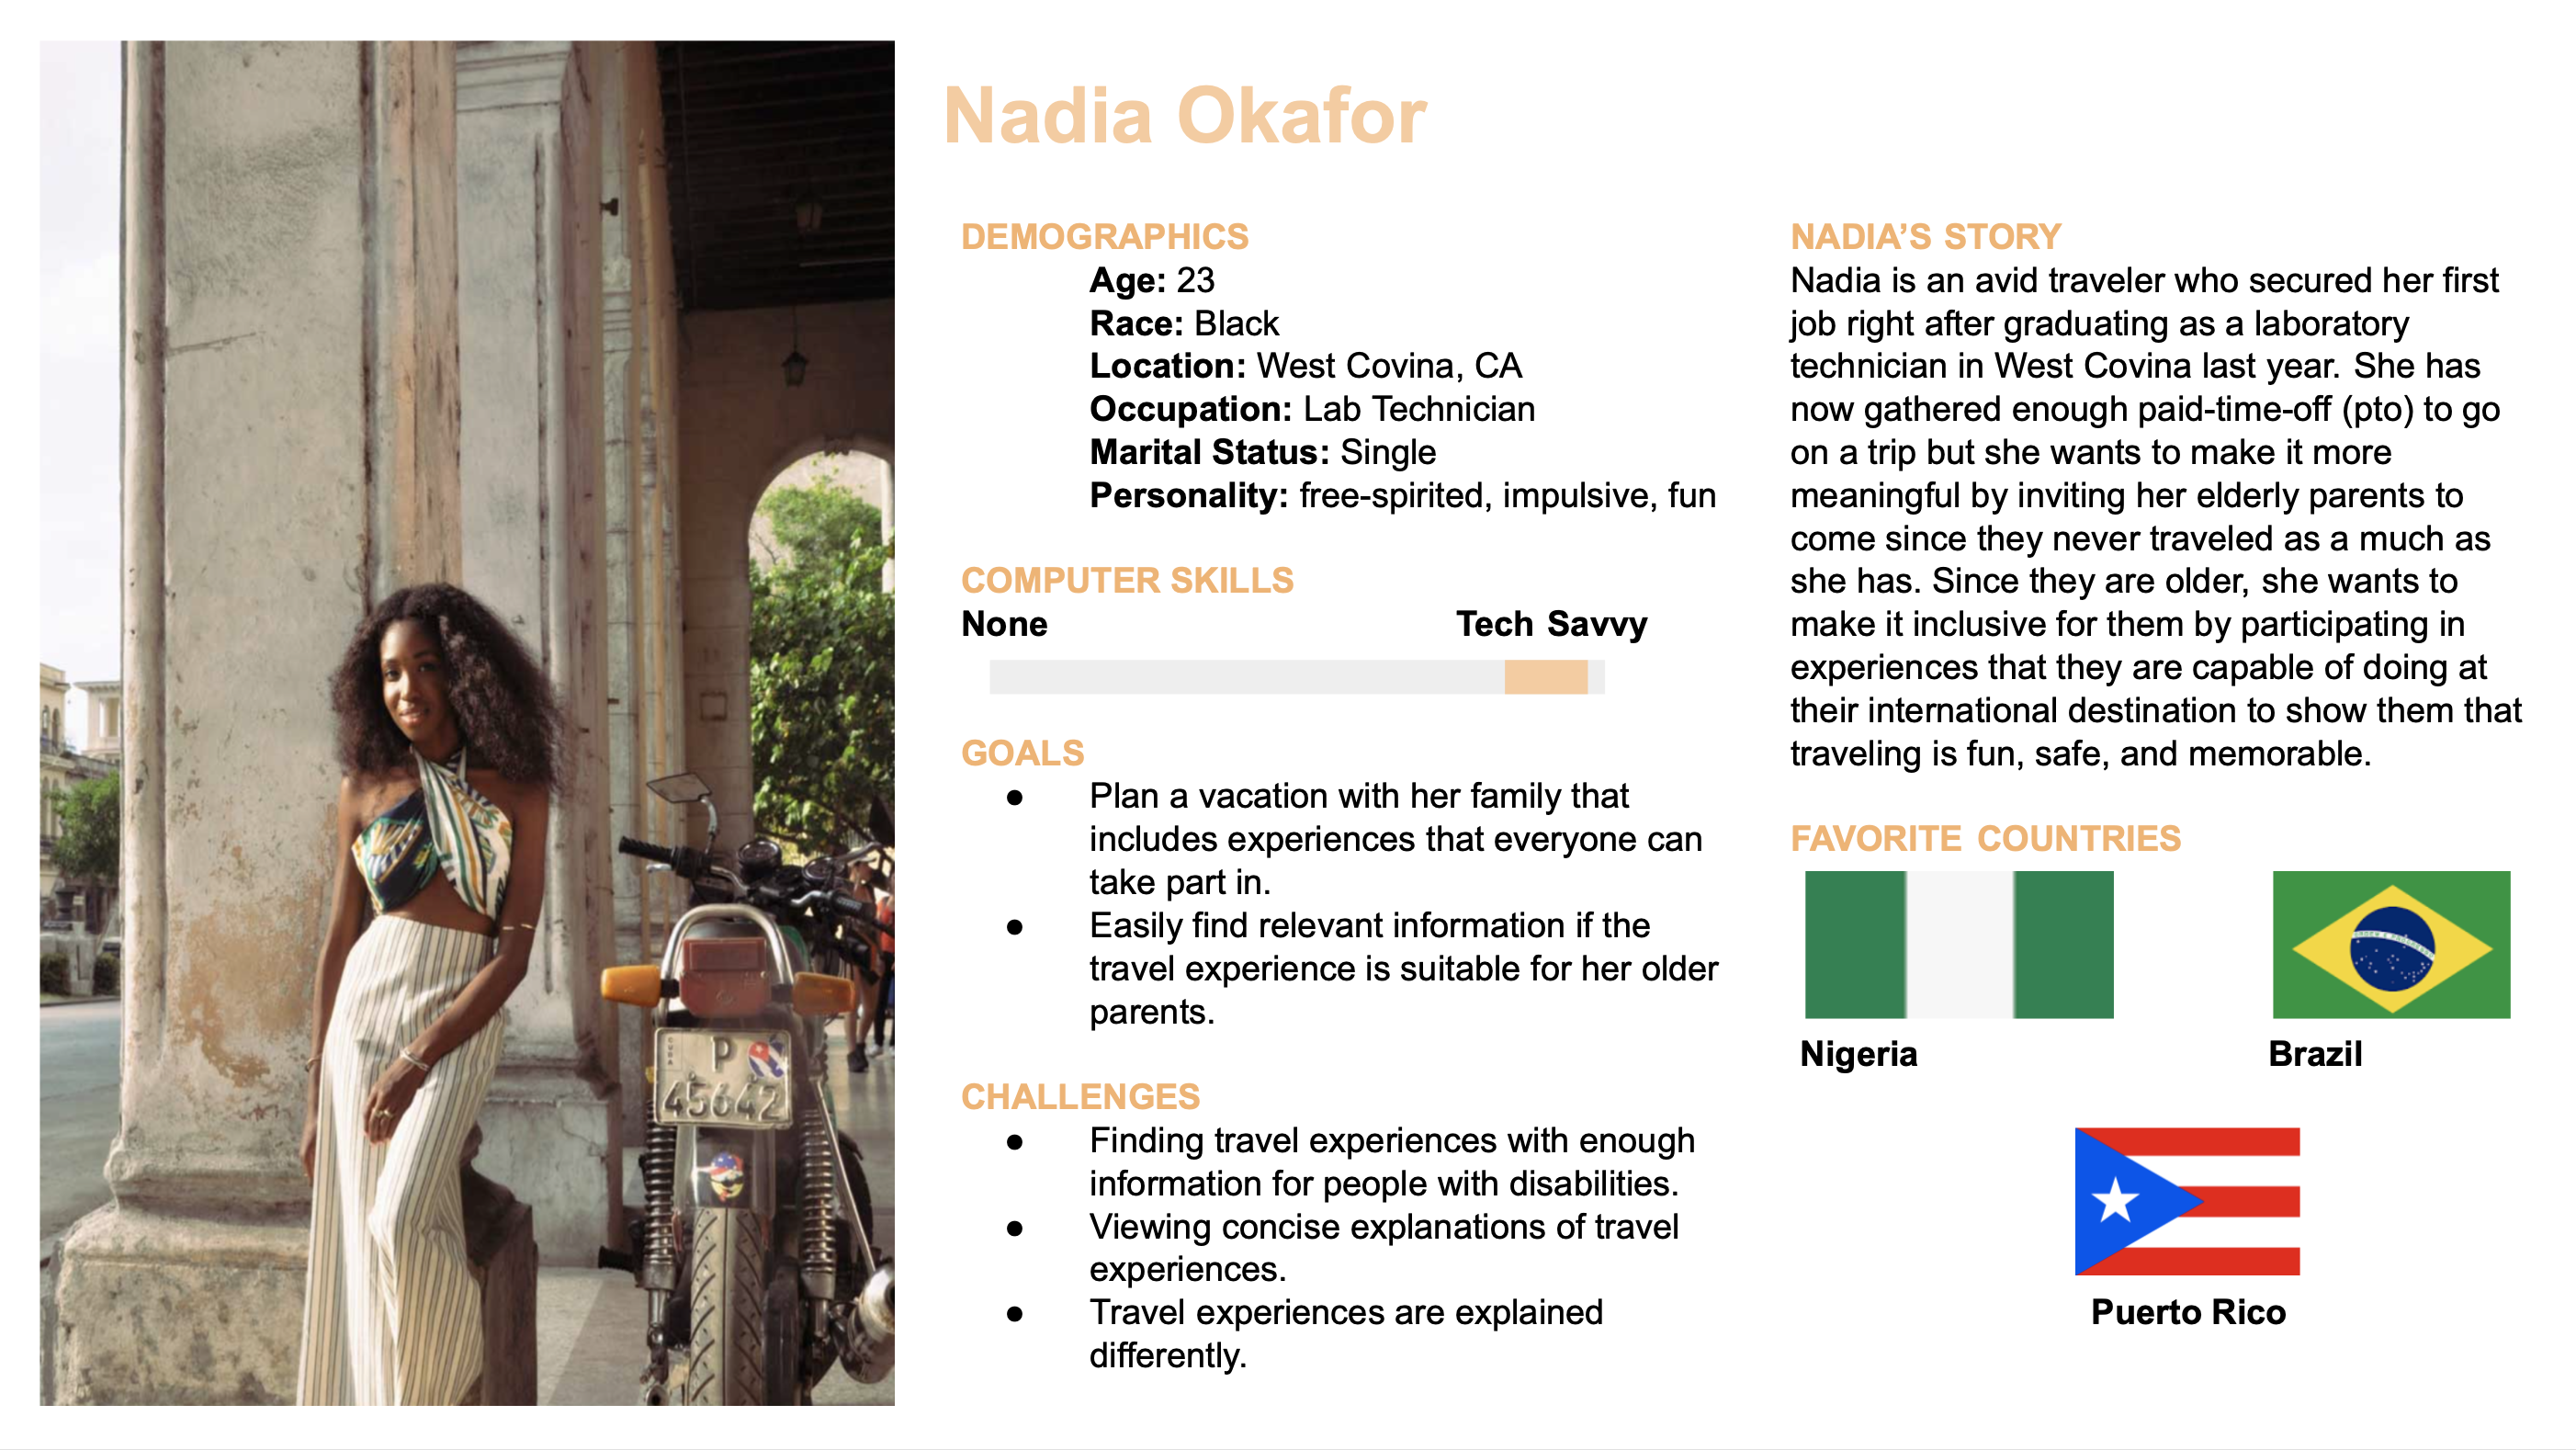 Nadia Okafor
DEMOGRAPHICS
Age: 23
Race: Black
Location: West Covina, CA
Occupation: Lab Technician
Marital Status: Single
Personality: free-spirited, impulsive, fun
COMPUTER SKILLS
None Tech Savvy
GOALS
● Plan a vacation with her family that
includes experiences that everyone can
take part in.
● Easily find relevant information if the
travel experience is suitable for her older
parents.
CHALLENGES
● Finding travel experiences with enough
information for people with disabilities.
● Viewing concise explanations of travel
experiences.
● Travel experiences are explained
differently.
NADIA’S STORY
Nadia is an avid traveler who secured her first
job right after graduating as a laboratory
technician in West Covina last year. She has
now gathered enough paid-time-off (pto) to go
on a trip but she wants to make it more
meaningful by inviting her elderly parents to
come since they never traveled as a much as
she has. Since they are older, she wants to
make it inclusive for them by participating in
experiences that they are capable of doing at
their international destination to show them that
traveling is fun, safe, and memorable.
FAVORITE COUNTRIES
Nigeria Brazil
Puerto Rico
CUBA
P
45642